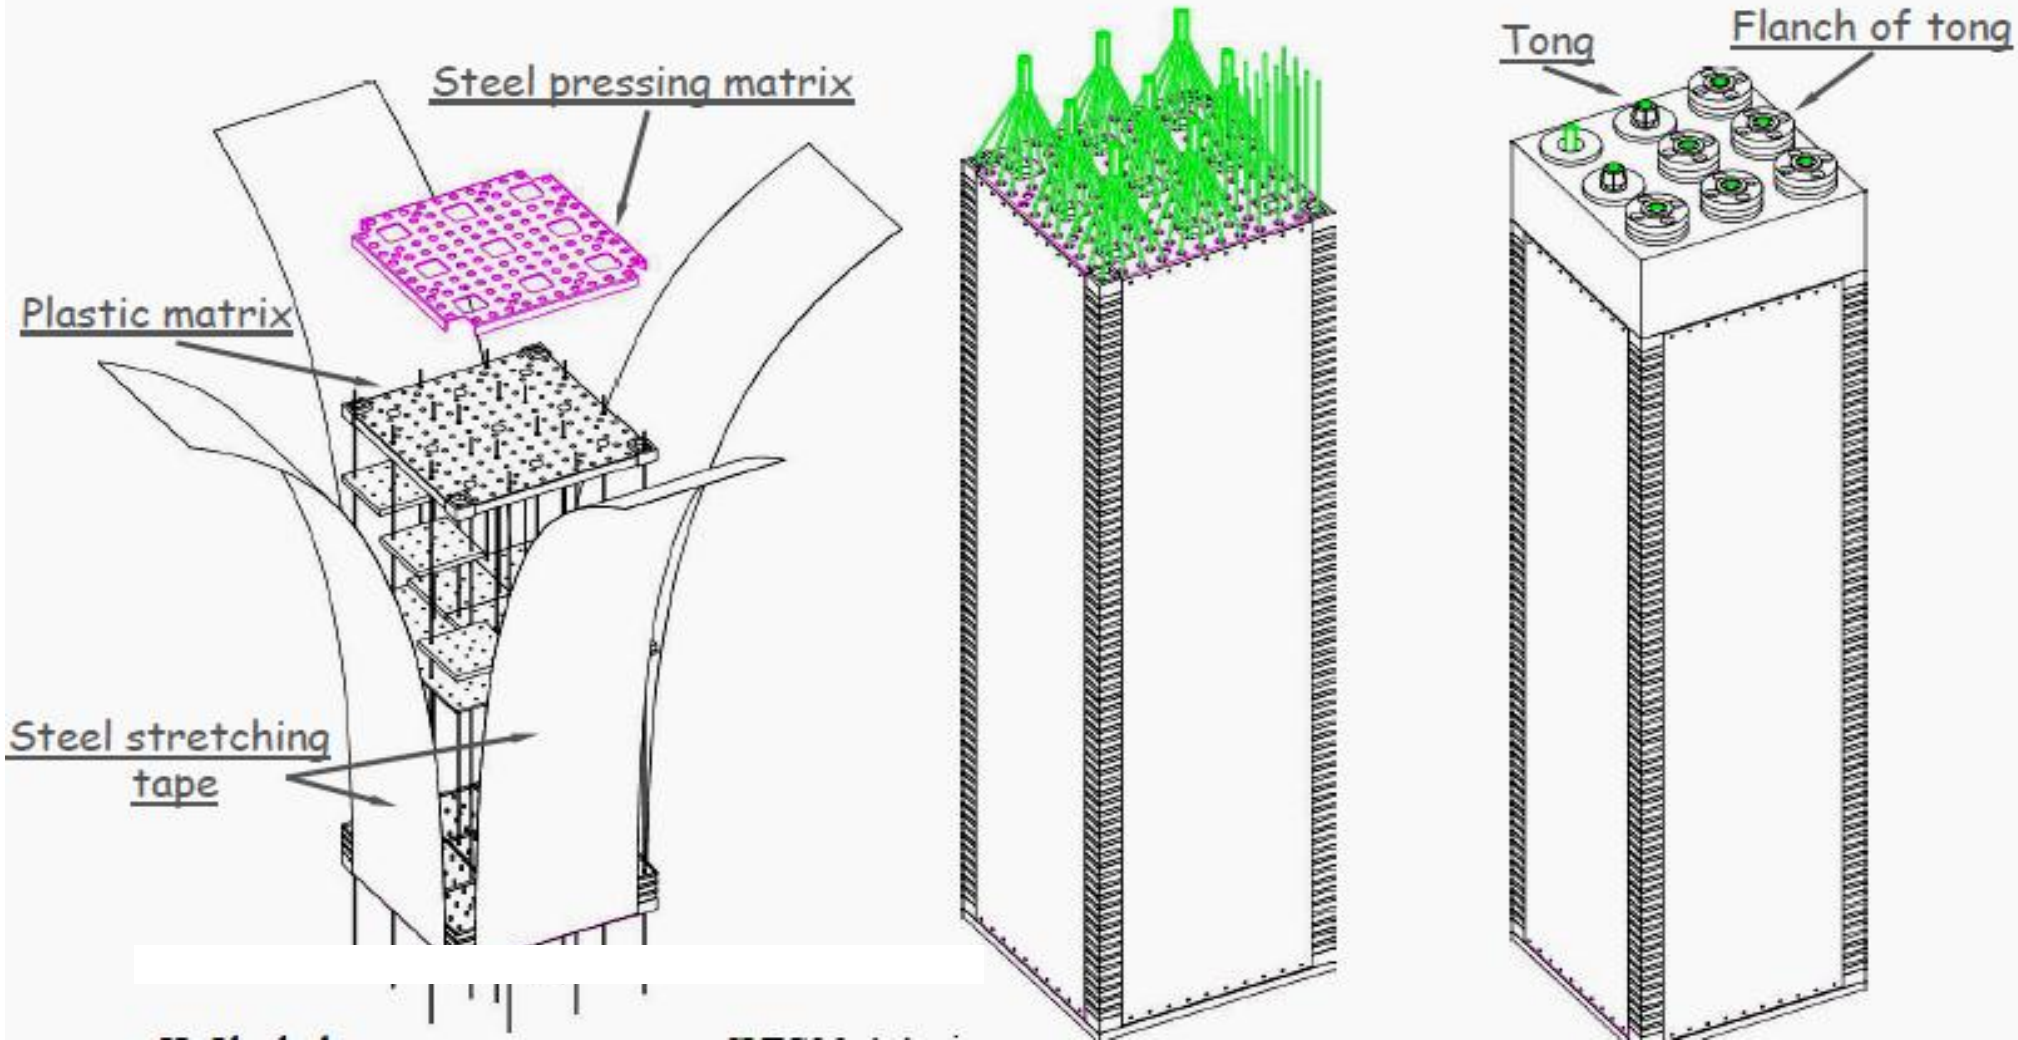 Tong
Flanch of tong
Steel pressing matrix
Plastic matrix
Steel stretching
tape